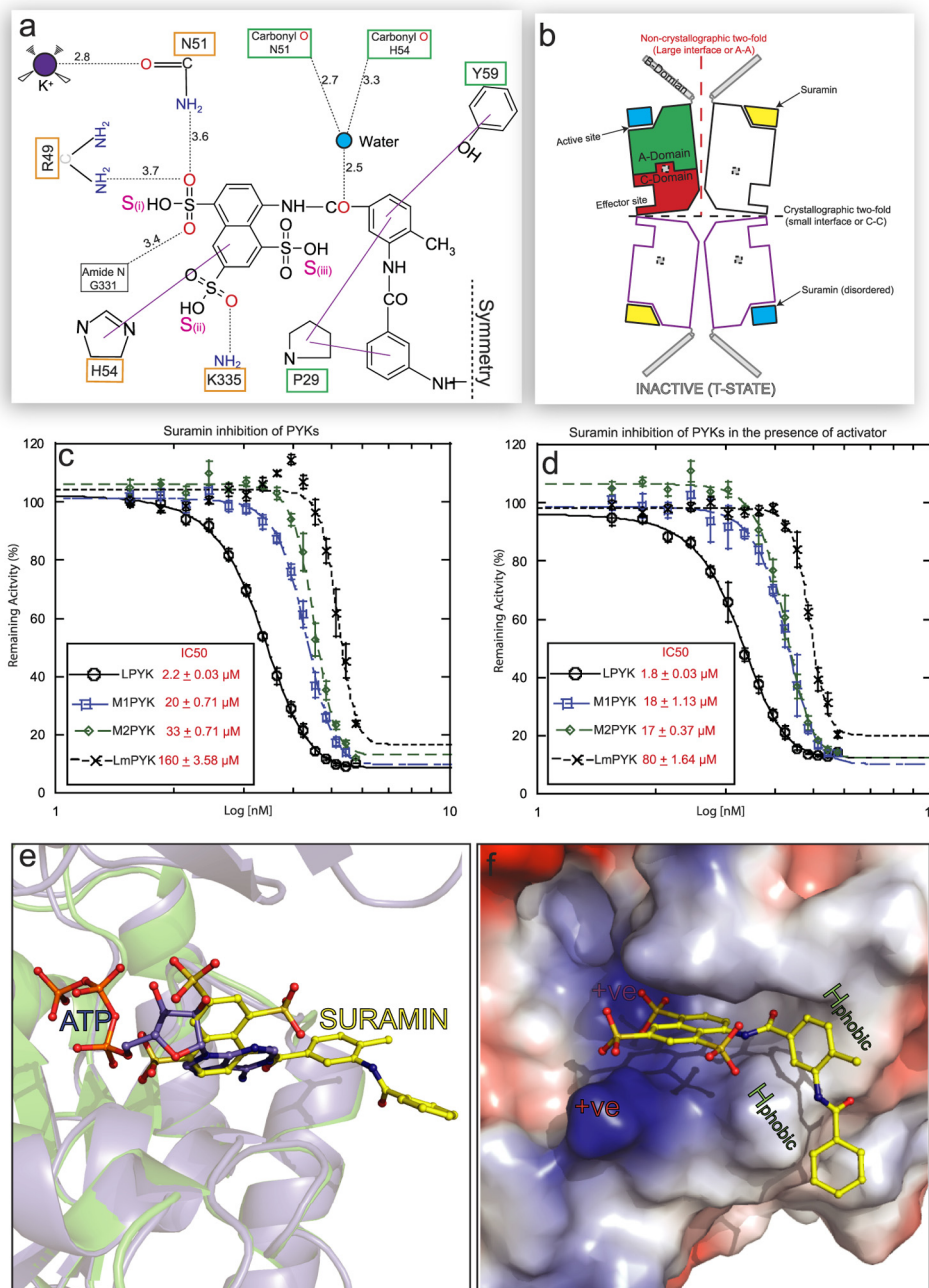 a
N51
2.8
O
C
K+
NH2
Carbonyl O
N51
Carbonyl O
H54
2.7
3.3
Y59
OH
Water
R49
NH2
C
NH2
3.6
3.7
2.5
O
S(i)
HO
S
O
NH
CO
CH3
3.4
Amide N
G331
O
S
OH
O
S(iii)
O
S
O
HO
S(ii)
NH
CO
N
N
H54
NH2
K335
N
P29
NH
Symmetry
b
Non-crystallographic two-fold
(Large interface or A-A)
B-Domian
Suramin
Active site
A-Domain
C-Domain
Effector site
Crystallographic two-fold
(small interface or C-C)
Suramin (disordered)
INACTIVE (T-STATE)
Suramin inhibition of PYKs
c
120
100
80
60
40
20
0
Remaining Acitvity (%)
IC50
LPYK 2.2 ± 0.03 µM
M1PYK 20 ± 0.71 µM
M2PYK 33 ± 0.71 µM
LmPYK 160 ± 3.58 µM
1
10
Log [nM]
Suramin inhibition of PYKs in the presence of activator
d
120
100
80
60
40
20
0
Remaining Acitvity (%)
IC50
LPYK 1.8 ± 0.03 µM
M1PYK 18 ± 1.13 µM
M2PYK 17 ± 0.37 µM
LmPYK 80 ± 1.64 µM
1
1
Log [nM]
e
ATP
SURAMIN
f
+ve
+ve
Hphobic
Hphobic